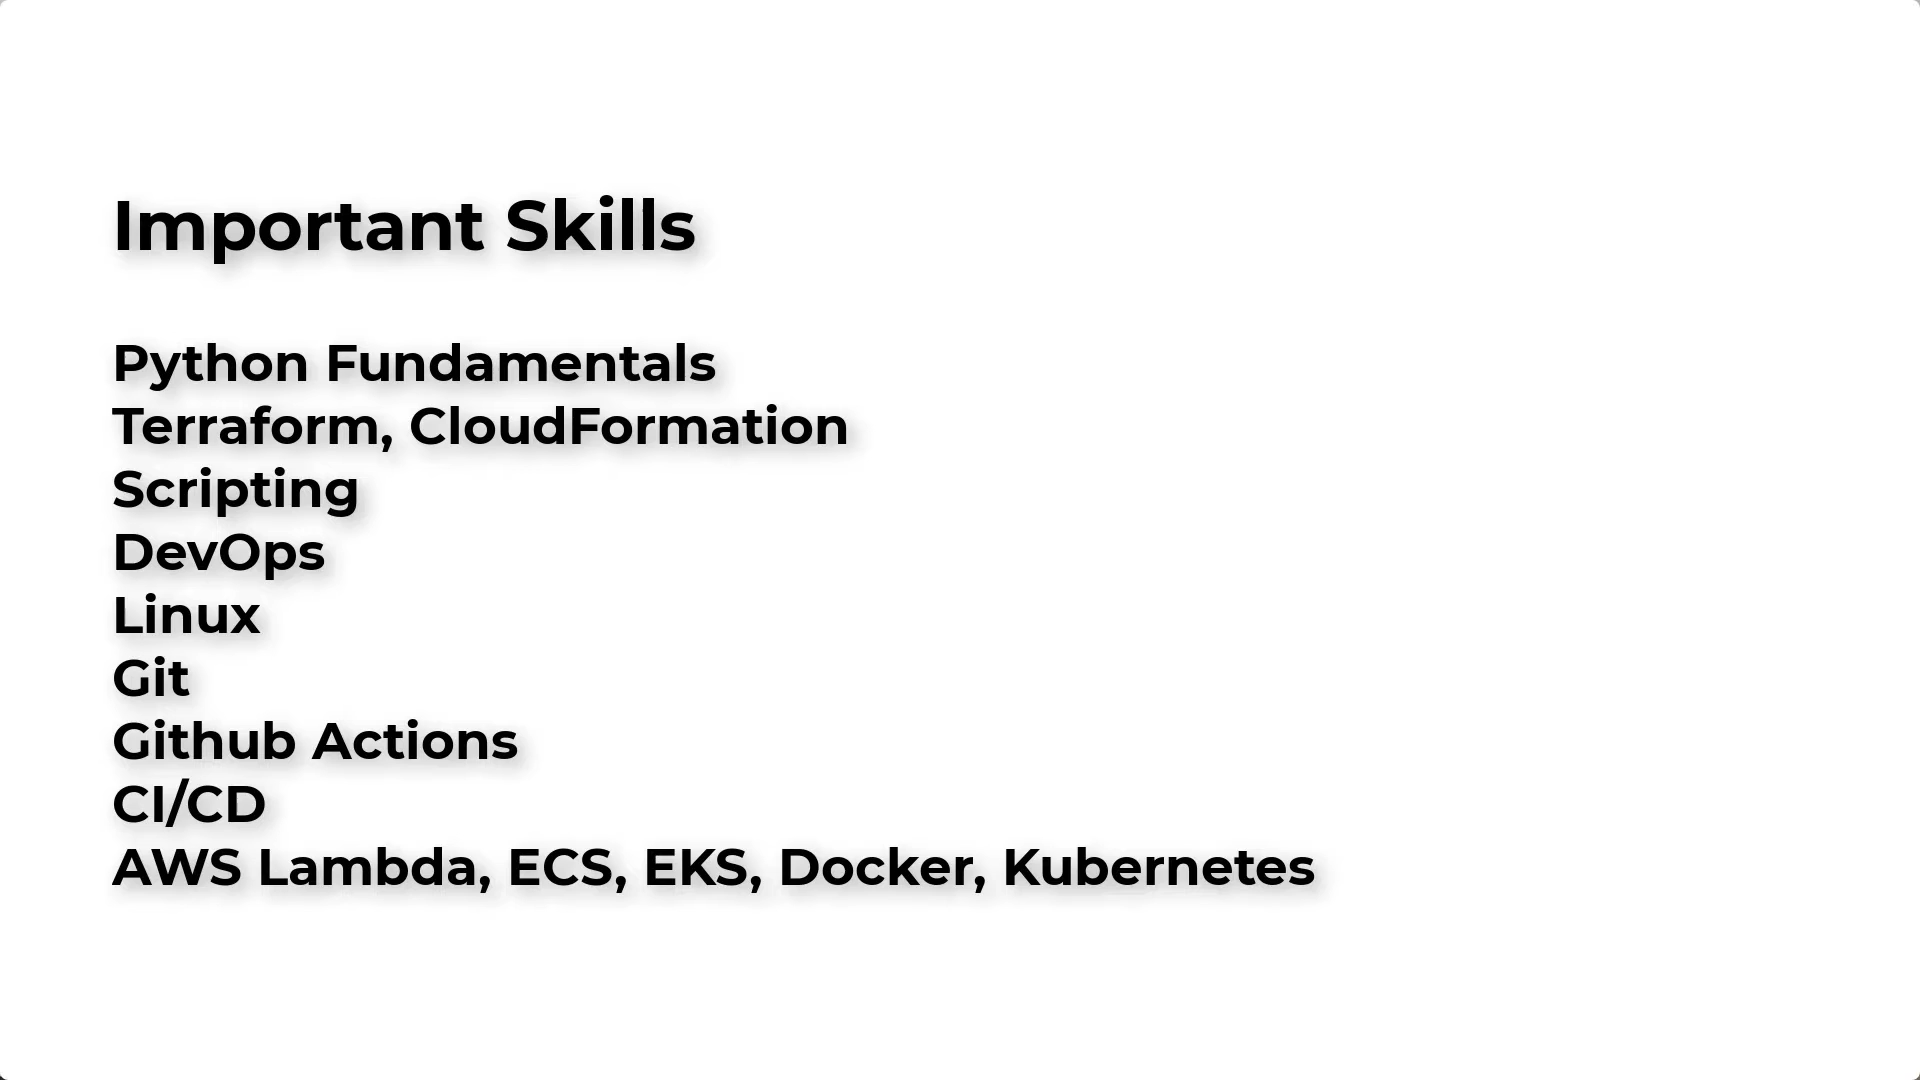 Important Skills
Python Fundamentals
Terraform, CloudFormation
Scripting
DevOps
Linux
Git
Github Actions
CI/CD
AWS Lambda, ECS, EKS, Docker, Kubernetes